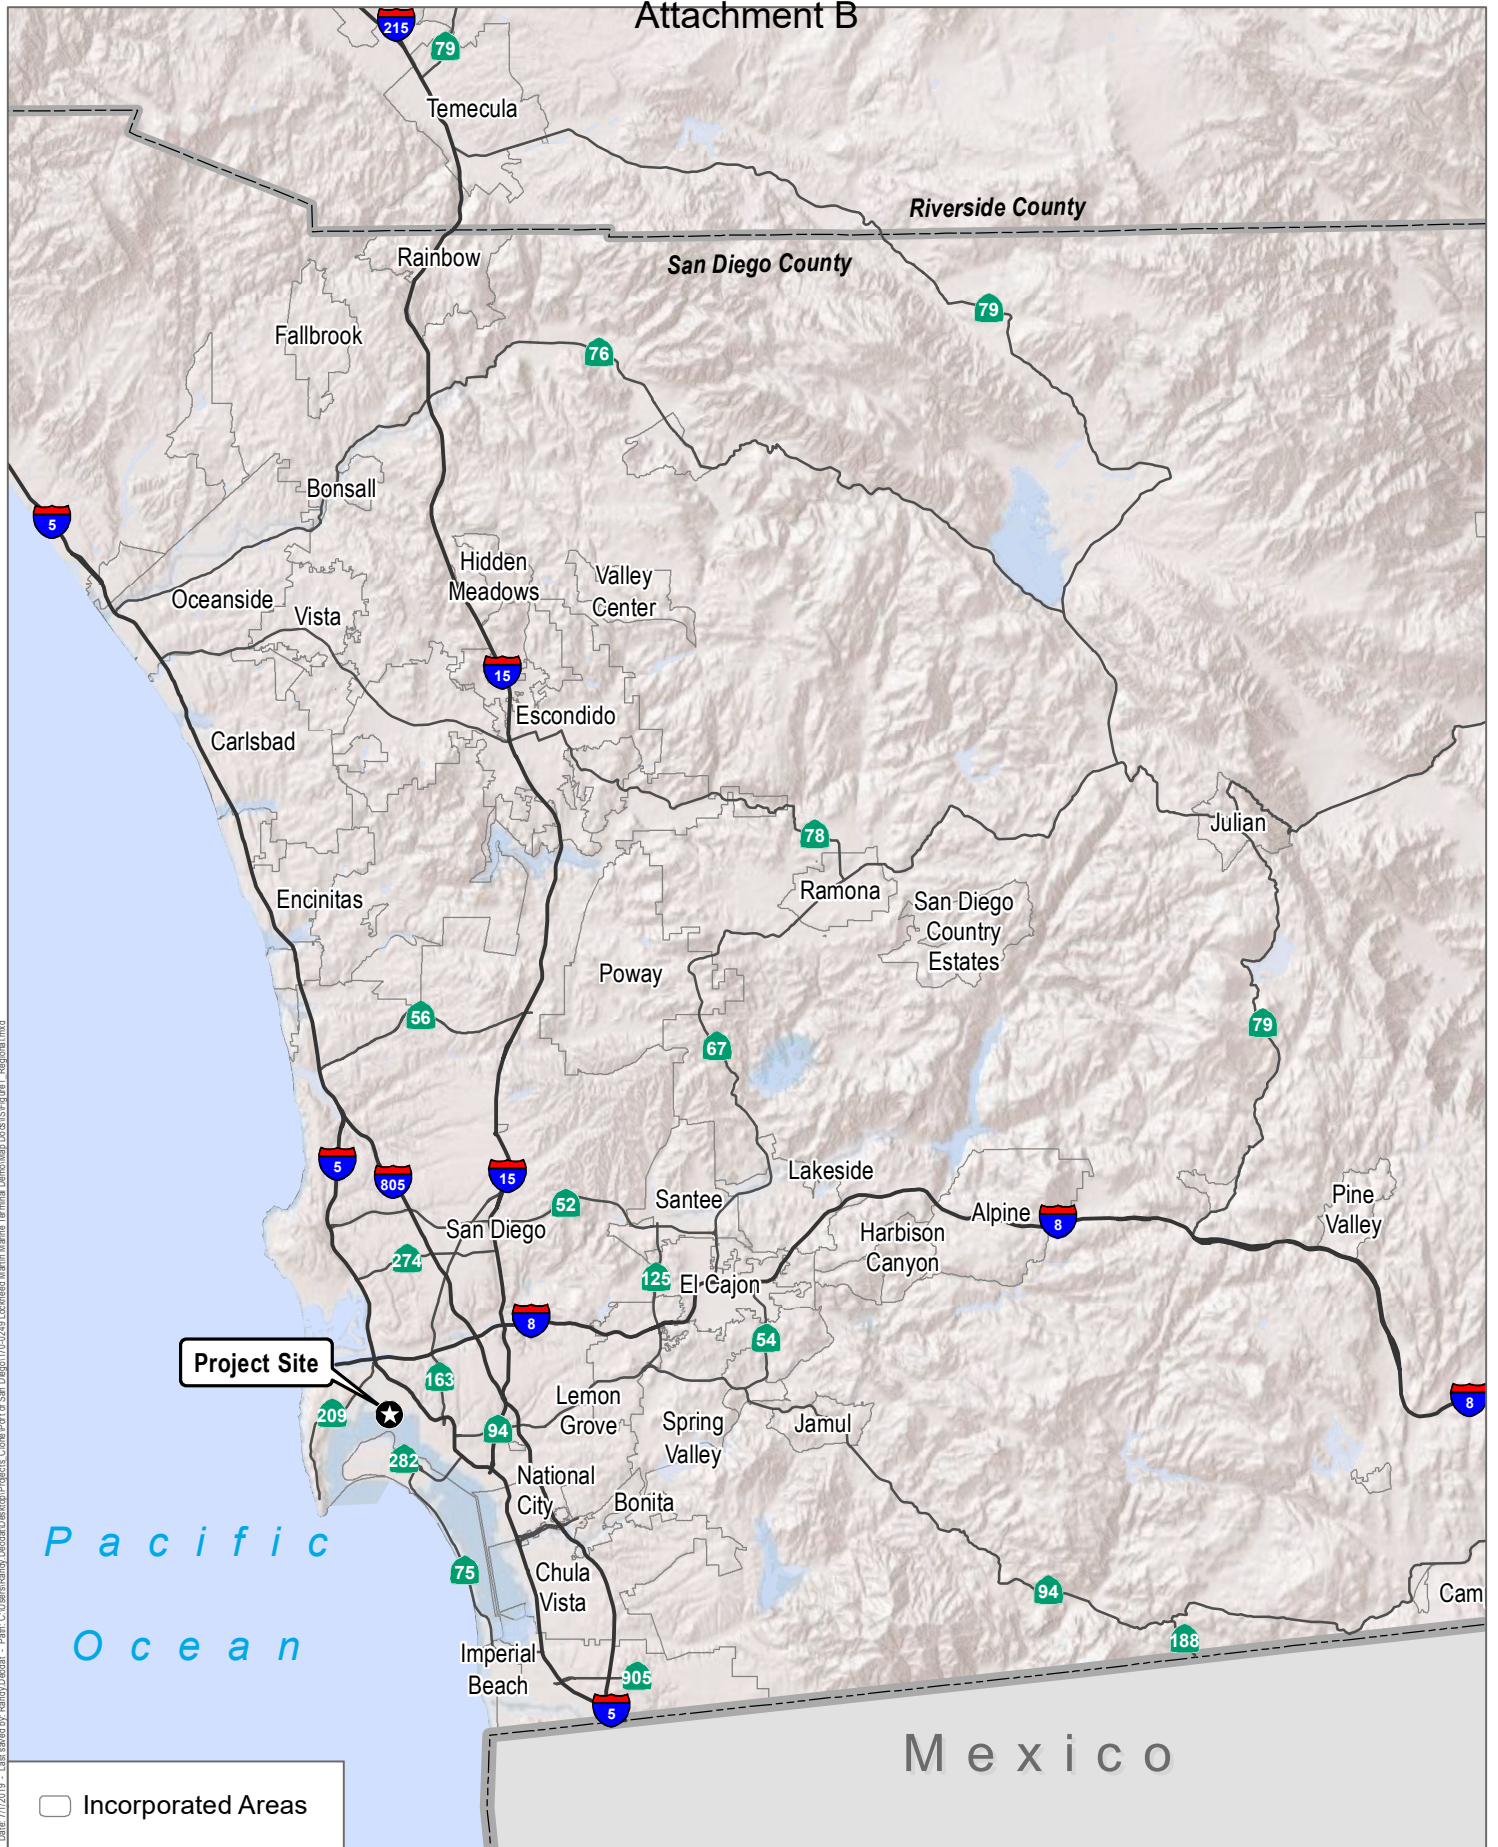 Attachment B
215
79
Temecula
Riverside County
San Diego County
Rainbow
79
Fallbrook
76
Bonsall
5
Hidden
Meadows
Valley
Center
Oceanside
Vista
15
Escondido
Carlsbad
78
Julian
Ramona
Encinitas
San Diego
Country
Estates
Poway
56
79
67
5
805
15
Lakeside
52
Santee
Pine
Valley
San Diego
Alpine
8
Harbison
Canyon
274
125
El Cajon
8
54
Project Site
163
209
Lemon
Grove
Spring
Valley
Jamul
8
94
282
National
City
Bonita
Pacific
Ocean
75
Chula
Vista
94
Cam
188
Imperial
Beach
905
5
Mexico
Incorporated Areas